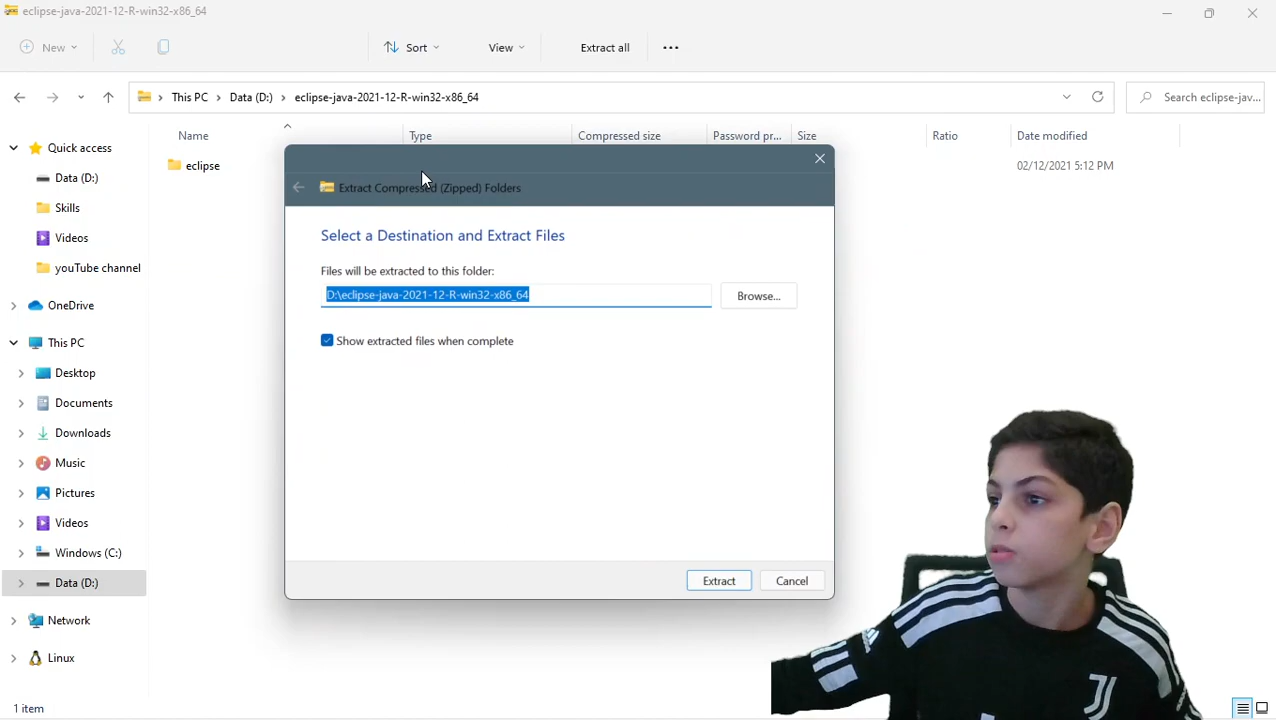 eclipse-java-2021-12-R-win32-x86_64
New
Sort
View
Extract all
This PC > Data (D:) > eclipse-java-2021-12-R-win32-x86_64
Search eclipse-jav...
Name
Type
Compressed size
Password pr...
Size
Ratio
Date modified
eclipse
02/12/2021 5:12 PM
Quick access
Data (D:)
Skills
Videos
youTube channel
OneDrive
This PC
Desktop
Documents
Downloads
Music
Pictures
Videos
Windows (C:)
Data (D:)
Network
Linux
1 item
Extract Compressed (Zipped) Folders
Select a Destination and Extract Files
Files will be extracted to this folder:
D:\eclipse-java-2021-12-R-win32-x86_64
Browse...
Show extracted files when complete
Extract
Cancel